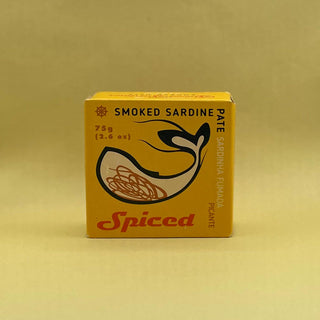 SMOKED SARDINE
PATE SARDINHA FUMADA
PICANTE
75g
(2.6 oz)
Spiced